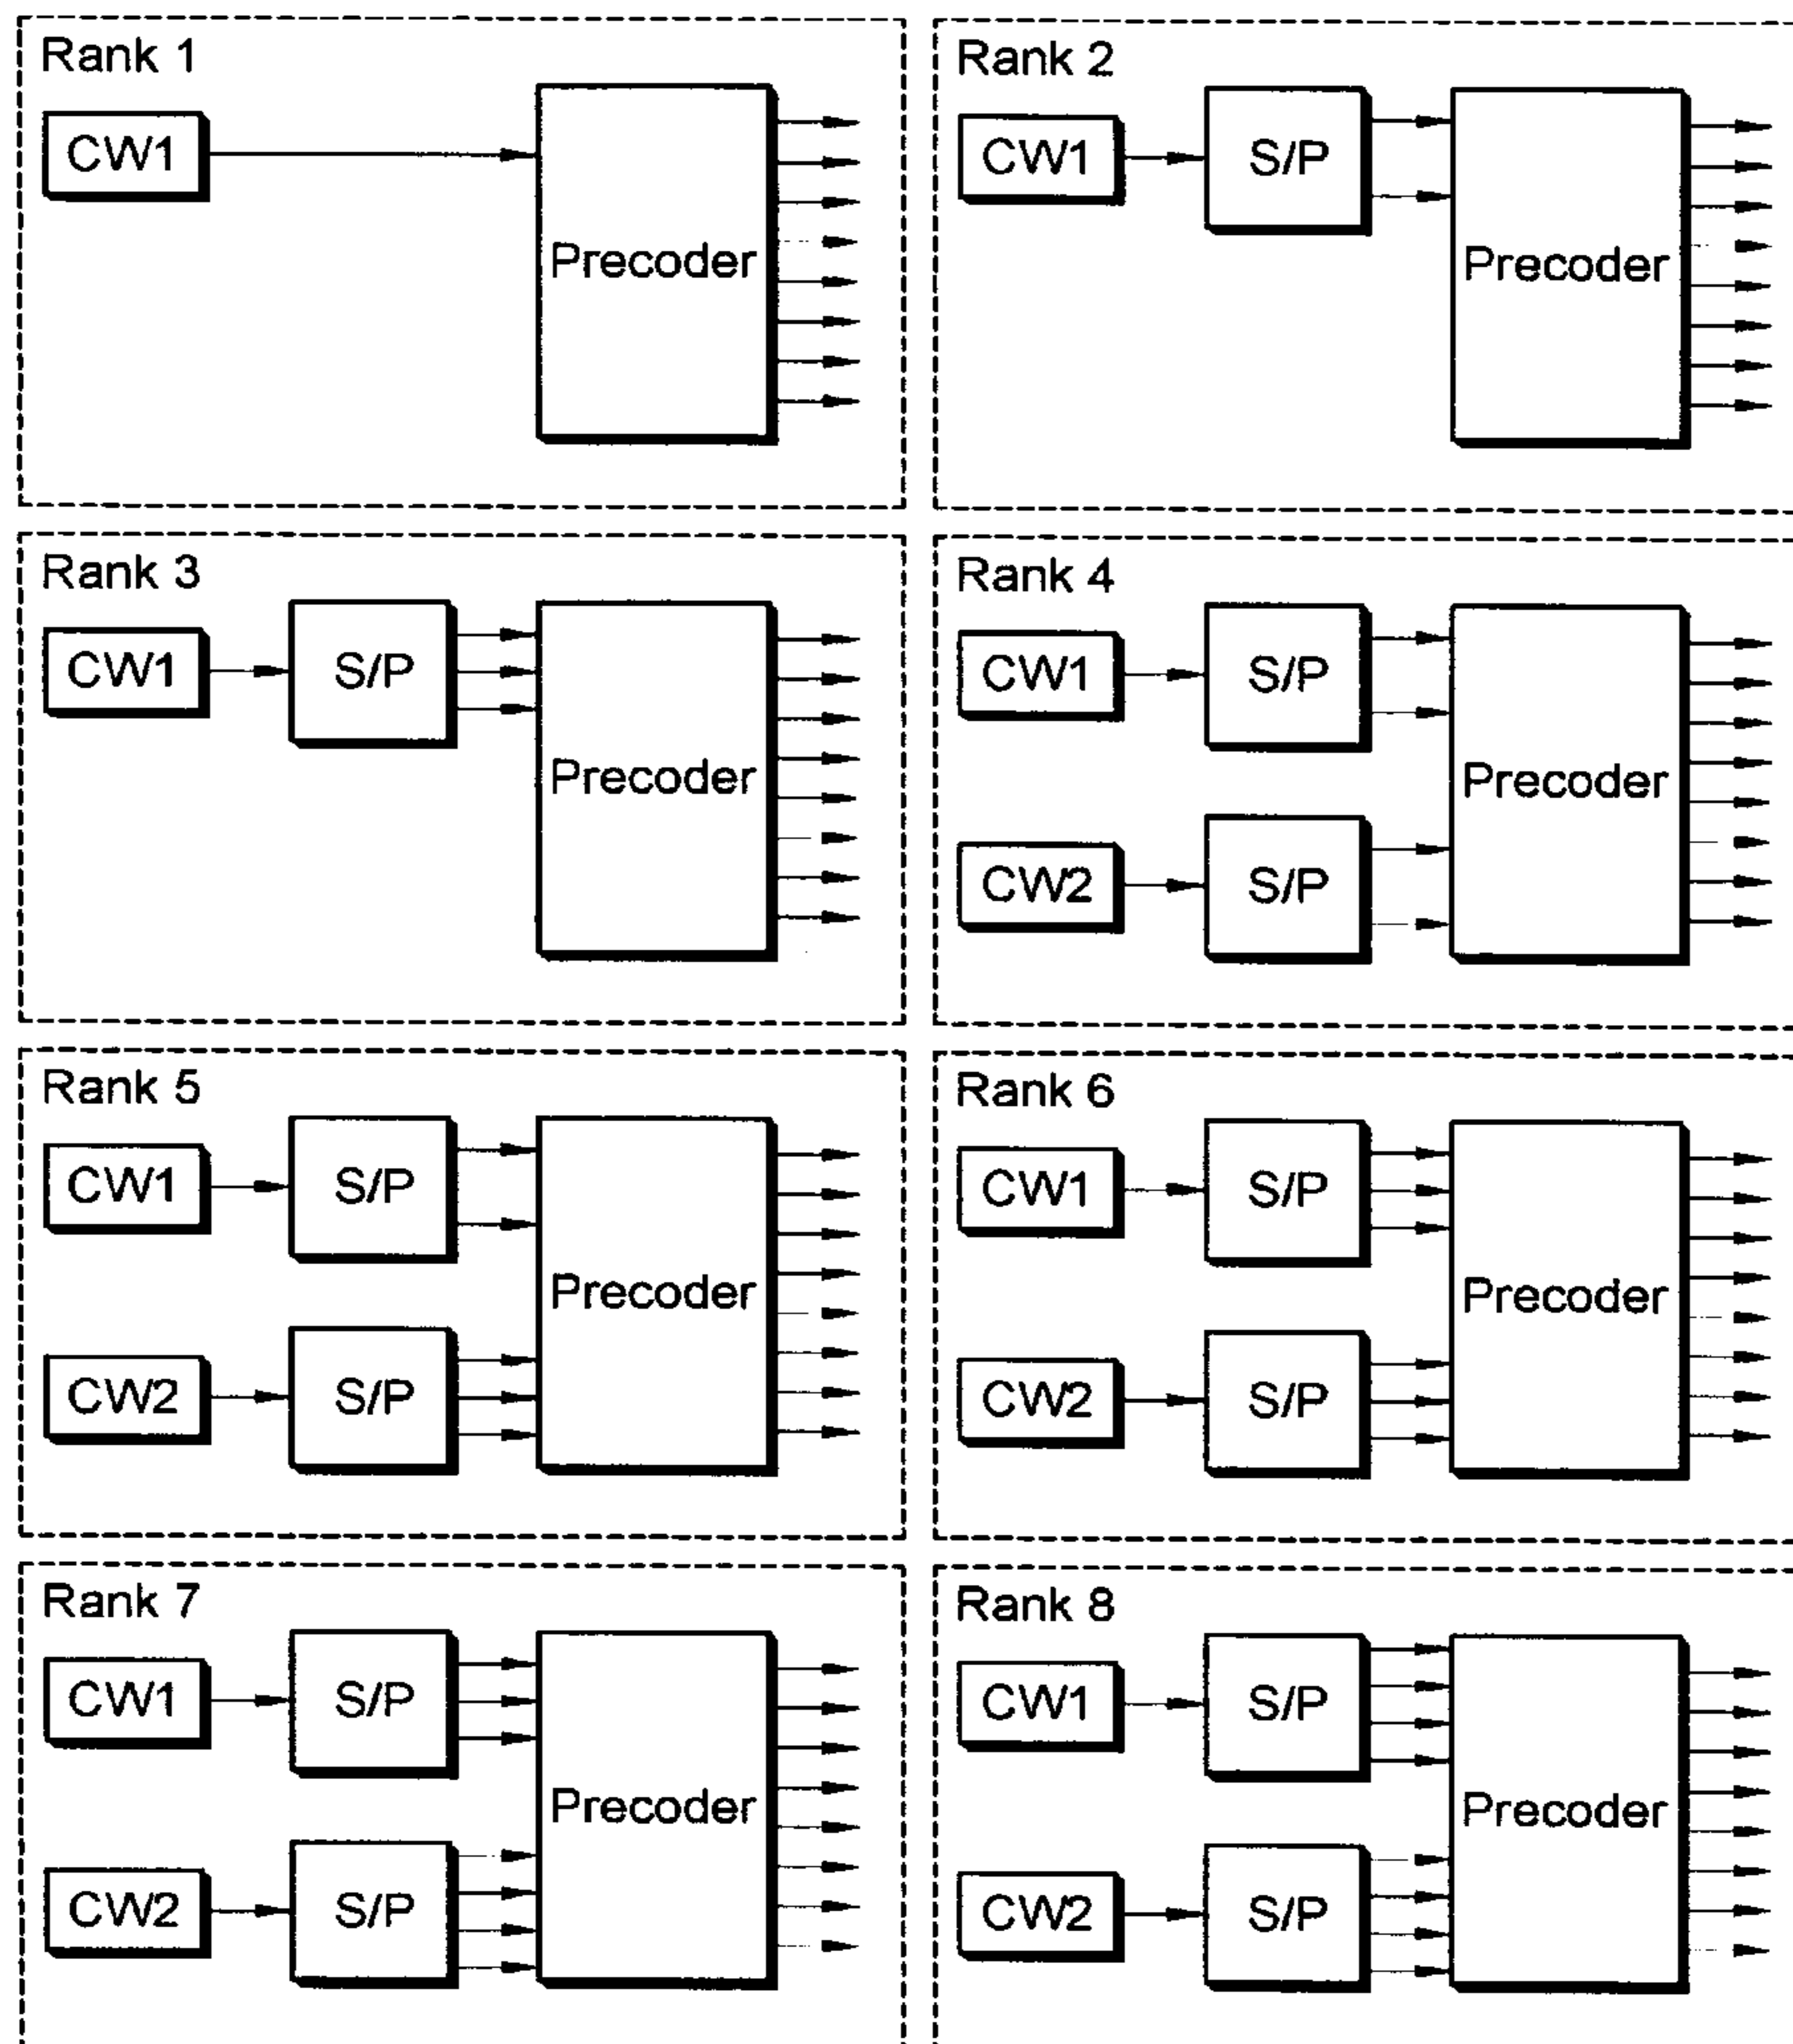 Rank 1
CW1
Precoder
Rank 2
CW1
S/P
Precoder
Rank 3
CW1
S/P
Precoder
Rank 4
CW1
S/P
Precoder
CW2
S/P
Rank 5
CW1
S/P
Precoder
CW2
S/P
Rank 6
CW1
S/P
Precoder
CW2
S/P
Rank 7
CW1
S/P
Precoder
CW2
S/P
Rank 8
CW1
S/P
Precoder
CW2
S/P